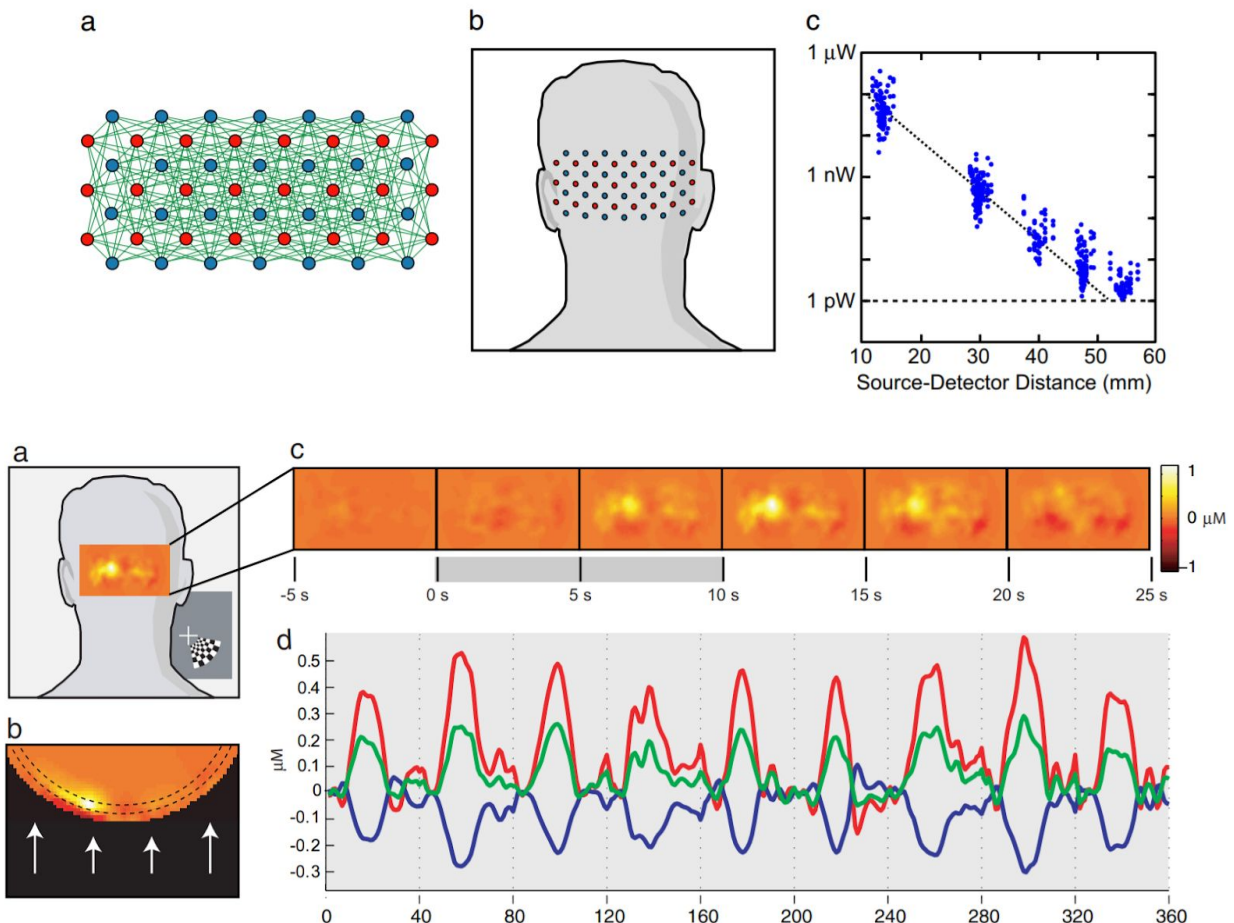 a
b
c
1 μW
1 nW
1 pW
10 20 30 40 50 60
Source-Detector Distance (mm)
a
c
1
0 μM
-1
-5 s 0 s 5 s 10 s 15 s 20 s 25 s
b
d
0.5
0.4
0.3
0.2
0.1
0
-0.1
-0.2
-0.3
μM
0 40 80 120 160 200 240 280 320 360